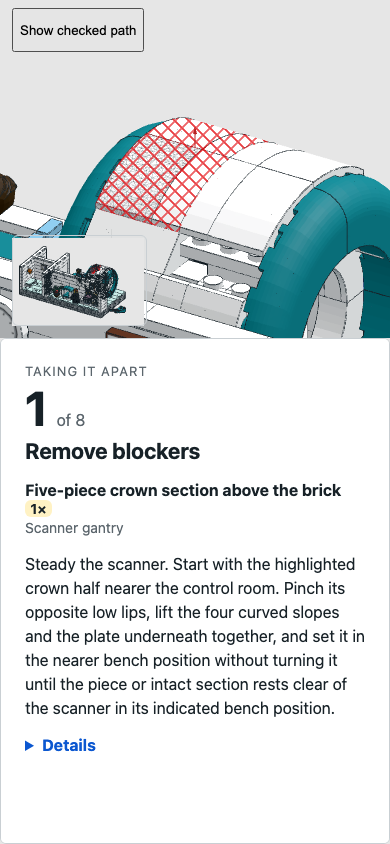 Show checked path
TAKING IT APART
1 of 8
Remove blockers
Five-piece crown section above the brick
1×
Scanner gantry
Steady the scanner. Start with the highlighted
crown half nearer the control room. Pinch its
opposite low lips, lift the four curved slopes
and the plate underneath together, and set it in
the nearer bench position without turning it
until the piece or intact section rests clear of
the scanner in its indicated bench position.
Details